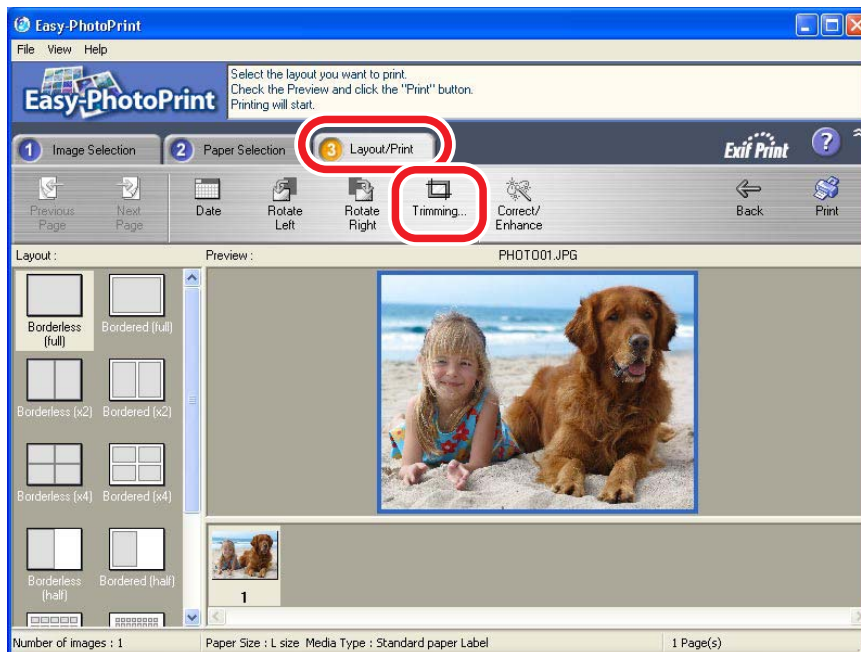 Easy-PhotoPrint
File View Help
Easy-PhotoPrint
Select the layout you want to print.
Check the Preview and click the "Print" button.
Printing will start.
1 Image Selection
2 Paper Selection
3 Layout/Print
Exif Print
?
Previous Page
Next Page
Date
Rotate Left
Rotate Right
Trimming...
Correct/
Enhance
Back
Print
Layout :
Preview :
PHOTO01.JPG
Borderless
(full)
Bordered (full)
Borderless (x2)
Bordered (x2)
Borderless (x4)
Bordered (x4)
Borderless
(half)
Bordered (half)
1
Number of images : 1
Paper Size : L size Media Type : Standard paper Label
1 Page(s)